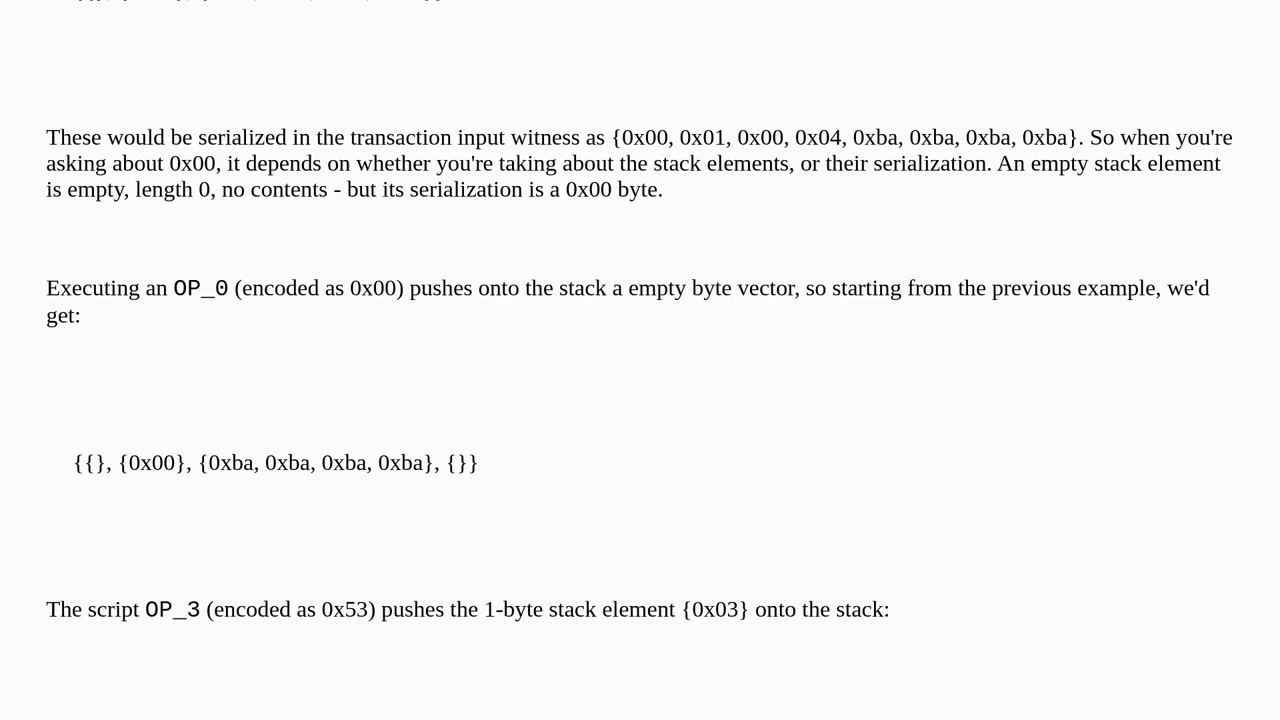 These would be serialized in the transaction input witness as {0x00, 0x01, 0x00, 0x04, 0xba, 0xba, 0xba, 0xba}. So when you're
asking about 0x00, it depends on whether you're taking about the stack elements, or their serialization. An empty stack element
is empty, length 0, no contents - but its serialization is a 0x00 byte.
Executing an OP_0 (encoded as 0x00) pushes onto the stack a empty byte vector, so starting from the previous example, we'd
get:
{{}, {0x00}, {0xba, 0xba, 0xba, 0xba}, {}}
The script OP_3 (encoded as 0x53) pushes the 1-byte stack element {0x03} onto the stack: